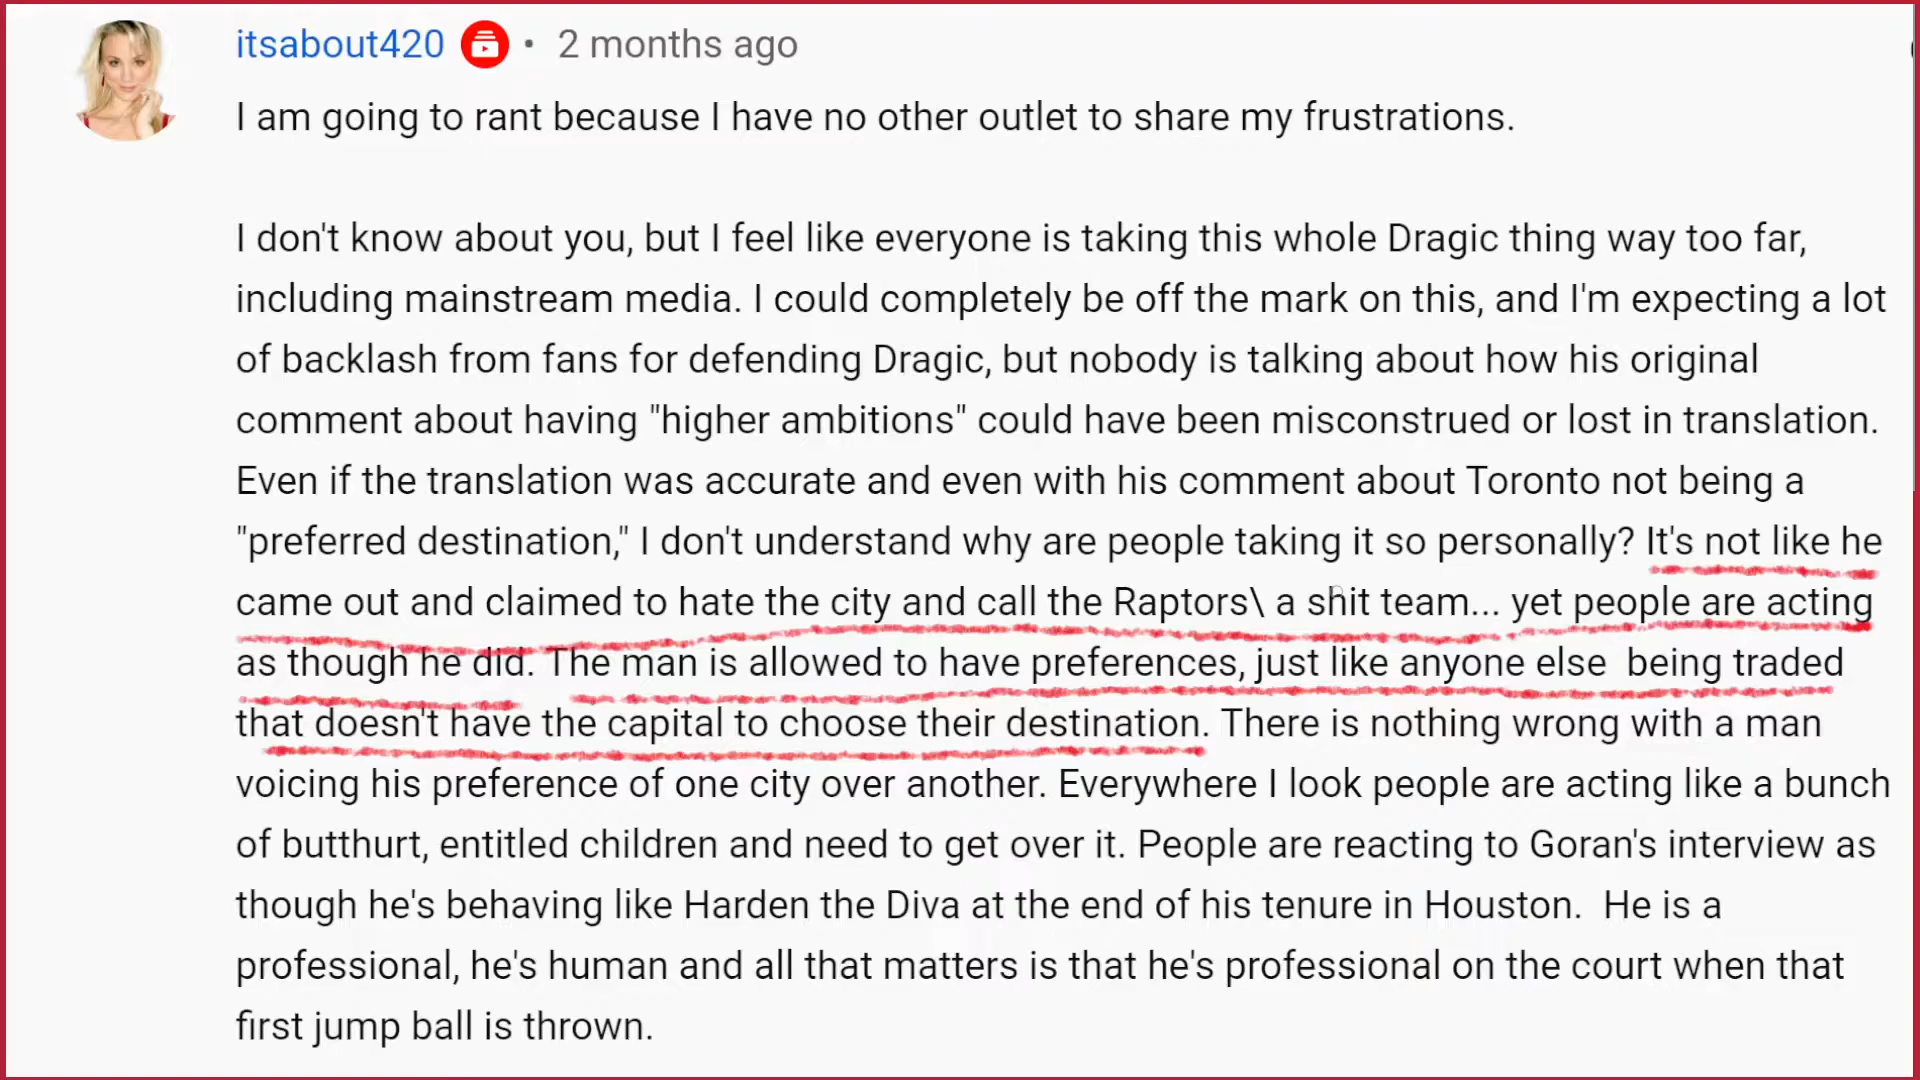 itsabout420 • 2 months ago
I am going to rant because I have no other outlet to share my frustrations.
I don't know about you, but I feel like everyone is taking this whole Dragic thing way too far,
including mainstream media. I could completely be off the mark on this, and I'm expecting a lot
of backlash from fans for defending Dragic, but nobody is talking about how his original
comment about having "higher ambitions" could have been misconstrued or lost in translation.
Even if the translation was accurate and even with his comment about Toronto not being a
"preferred destination," I don't understand why are people taking it so personally? It's not like he
came out and claimed to hate the city and call the Raptors\ a shit team... yet people are acting
as though he did. The man is allowed to have preferences, just like anyone else  being traded
that doesn't have the capital to choose their destination. There is nothing wrong with a man
voicing his preference of one city over another. Everywhere I look people are acting like a bunch
of butthurt, entitled children and need to get over it. People are reacting to Goran's interview as
though he's behaving like Harden the Diva at the end of his tenure in Houston.  He is a
professional, he's human and all that matters is that he's professional on the court when that
first jump ball is thrown.